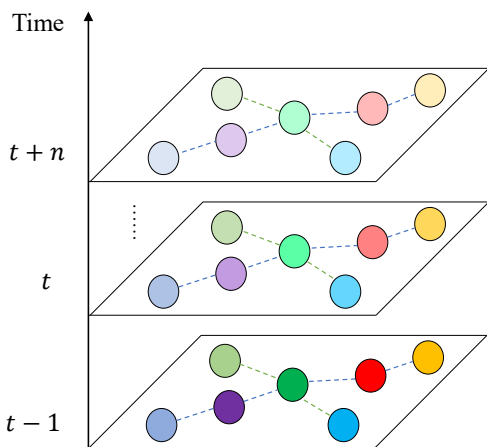 Time
t + n
......
t
t − 1